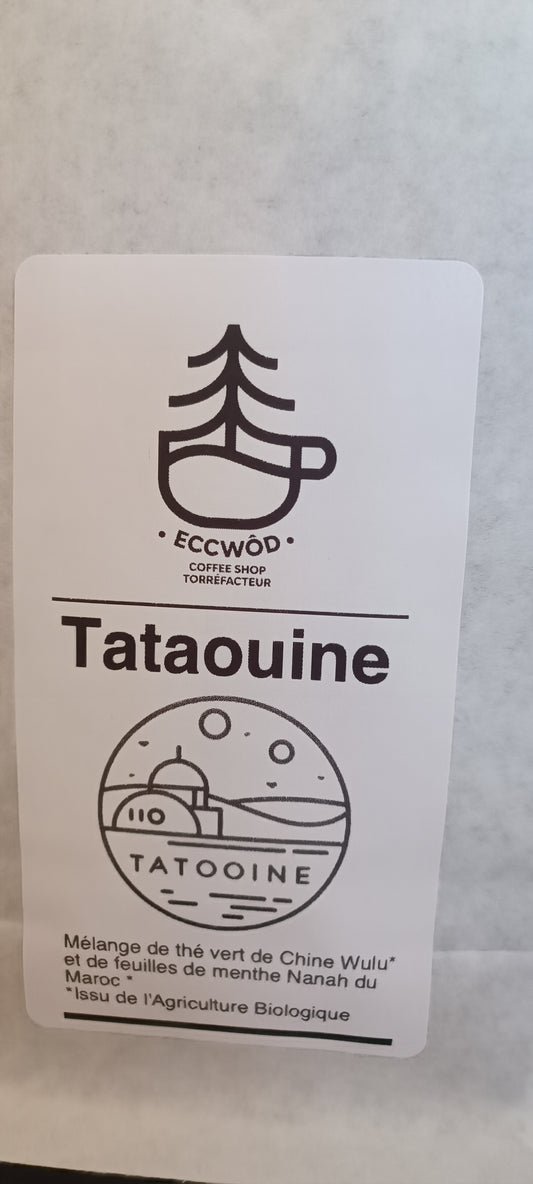 • ECCWÔD •
COFFEE SHOP
TORRÉFACTEUR
Tataouine
TATOOINE
Mélange de thé vert de Chine Wulu*
et de feuilles de menthe Nanah du
Maroc *
*Issu de l'Agriculture Biologique